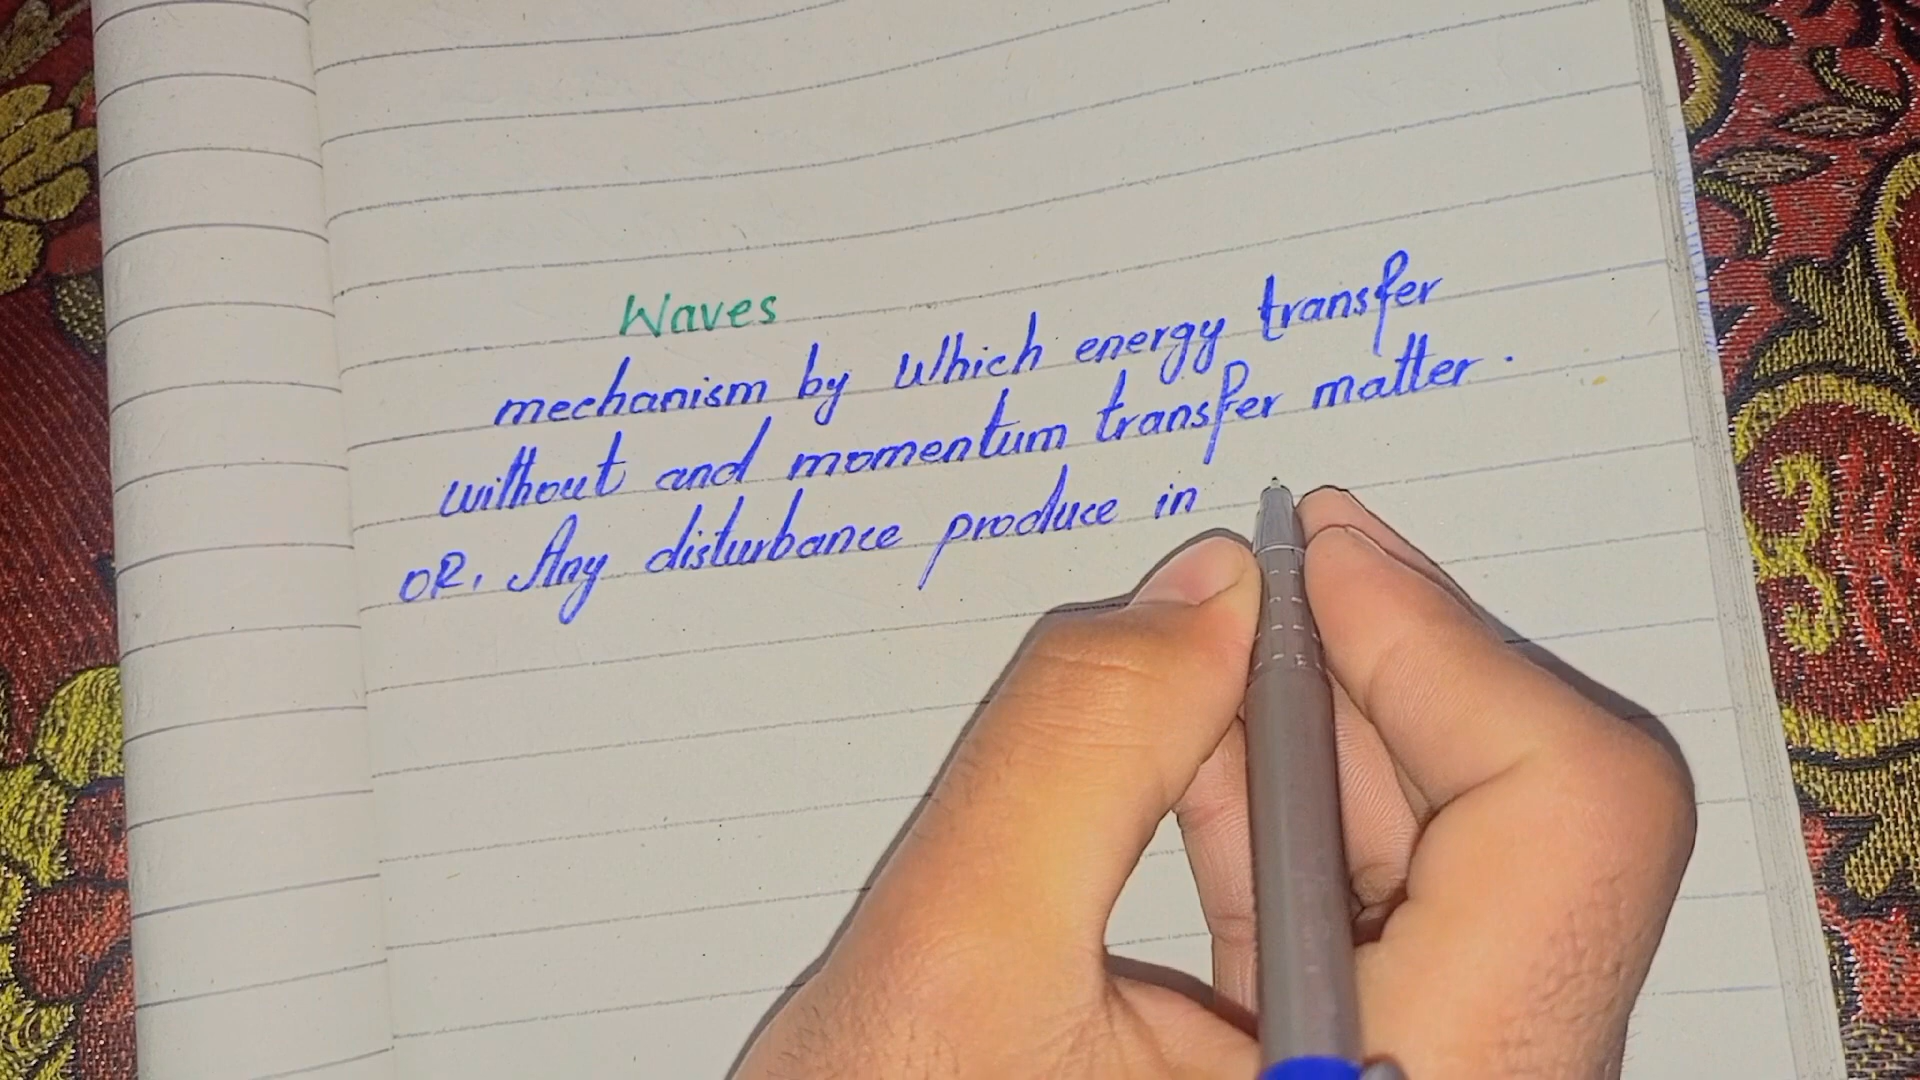 Waves
mechanism by Which energy transfer
without and momentum transfer matter.
OR, Any disturbance produce in